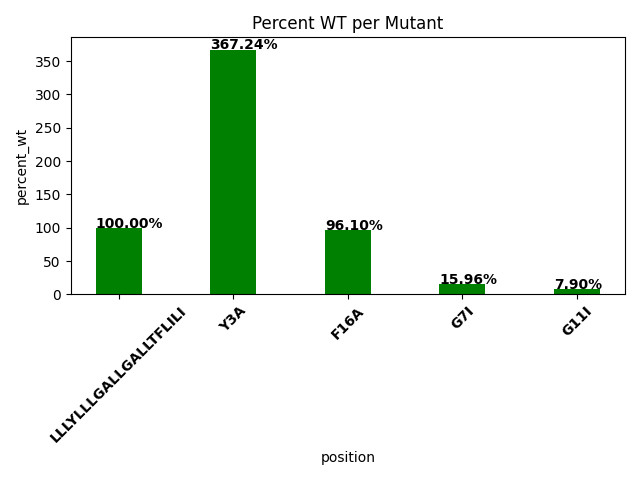 Percent WT per Mutant
percent_wt
350
300
250
200
150
100
50
0
100.00%
367.24%
96.10%
15.96%
7.90%
LLLYLLLGALLGALLTFLILI
Y3A
F16A
G7I
G11I
position